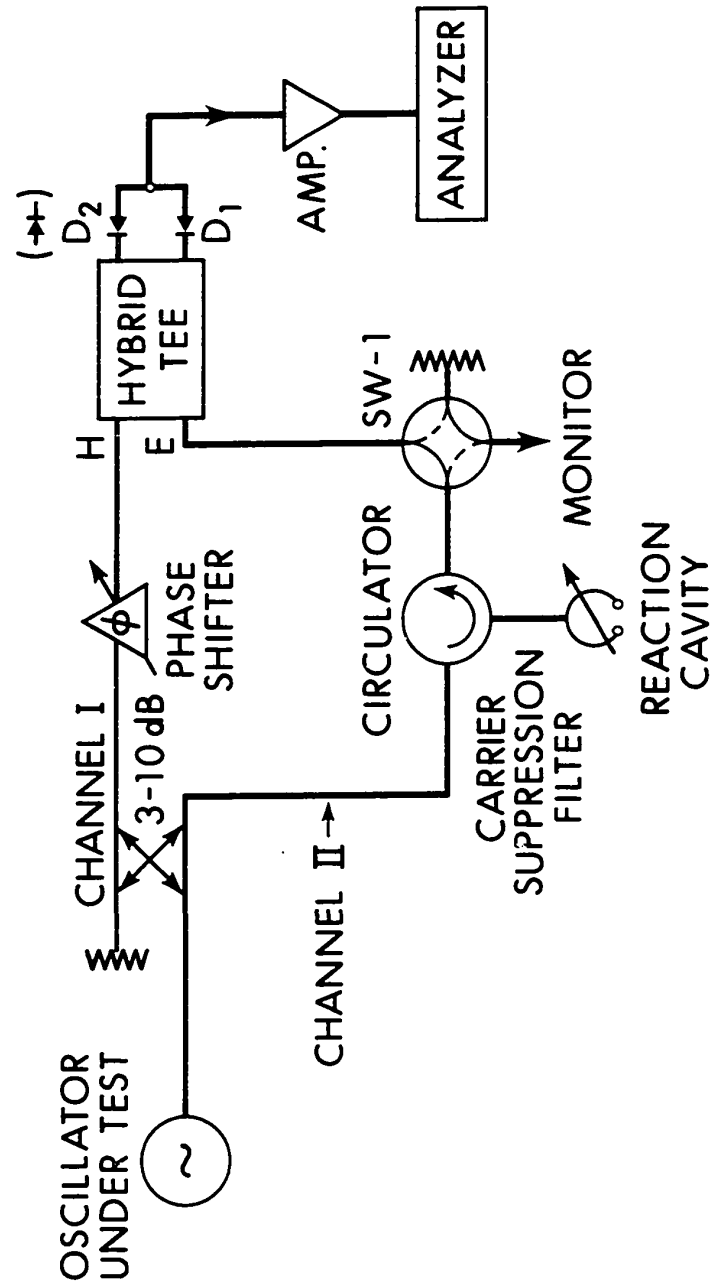 OSCILLATOR
UNDER TEST
~
CHANNEL I
3-10 dB
ϕ
PHASE
SHIFTER
H
E
HYBRID
TEE
D2
D1
AMP.
ANALYZER
CHANNEL II
CIRCULATOR
CARRIER
SUPPRESSION
FILTER
REACTION
CAVITY
SW-1
MONITOR